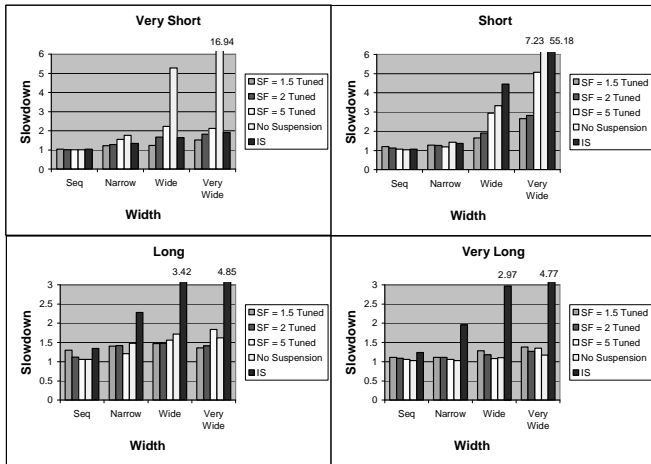 Very Short
16.94
6
5
4
3
2
1
0
Slowdown
Seq
Narrow
Wide
Very Wide
Width
SF = 1.5 Tuned
SF = 2 Tuned
SF = 5 Tuned
No Suspension
IS
Short
7.23 55.18
6
5
4
3
2
1
0
Slowdown
Seq
Narrow
Wide
Very Wide
Width
SF = 1.5 Tuned
SF = 2 Tuned
SF = 5 Tuned
No Suspension
IS
Long
3.42
4.85
3
2.5
2
1.5
1
0.5
0
Slowdown
Seq
Narrow
Wide
Very Wide
Width
SF = 1.5 Tuned
SF = 2 Tuned
SF = 5 Tuned
No Suspension
IS
Very Long
2.97
4.77
3
2.5
2
1.5
1
0.5
0
Slowdown
Seq
Narrow
Wide
Very Wide
Width
SF = 1.5 Tuned
SF = 2 Tuned
SF = 5 Tuned
No Suspension
IS